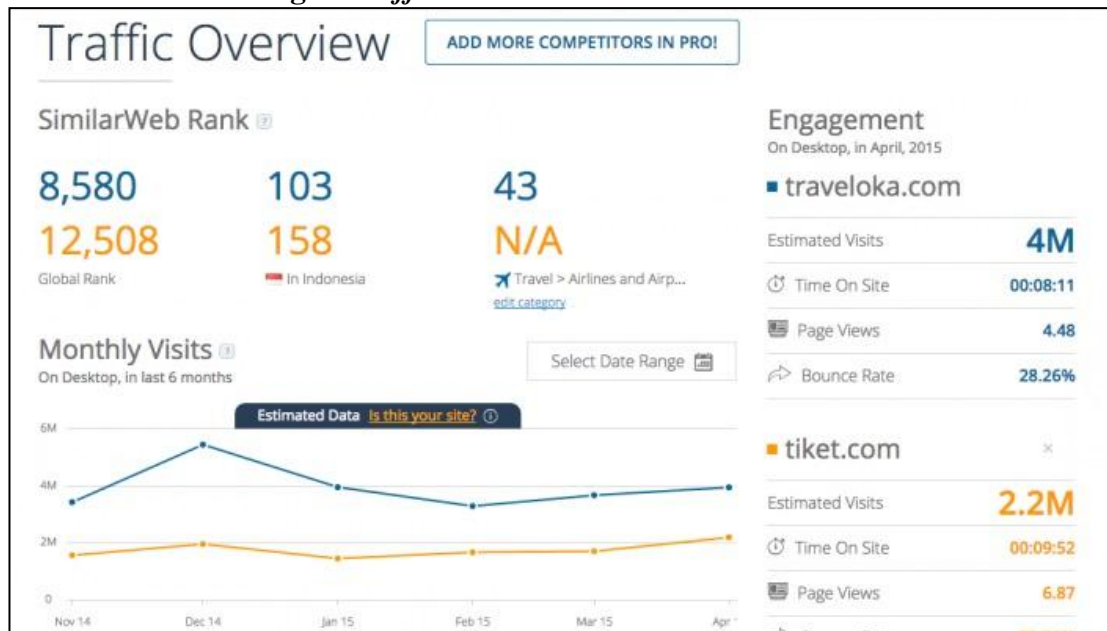 Traffic Overview
ADD MORE COMPETITORS IN PRO!
SimilarWeb Rank
8,580 103 43
12,508 158 N/A
Global Rank In Indonesia Travel > Airlines and Airp...
edit category
Monthly Visits
On Desktop, in last 6 months
Select Date Range
Estimated Data Is this your site?
6M
4M
2M
0
Nov 14 Dec 14 Jan 15 Feb 15 Mar 15 Apr
Engagement
On Desktop, in April, 2015
traveloka.com
Estimated Visits 4M
Time On Site 00:08:11
Page Views 4.48
Bounce Rate 28.26%
tiket.com
Estimated Visits 2.2M
Time On Site 00:09:52
Page Views 6.87